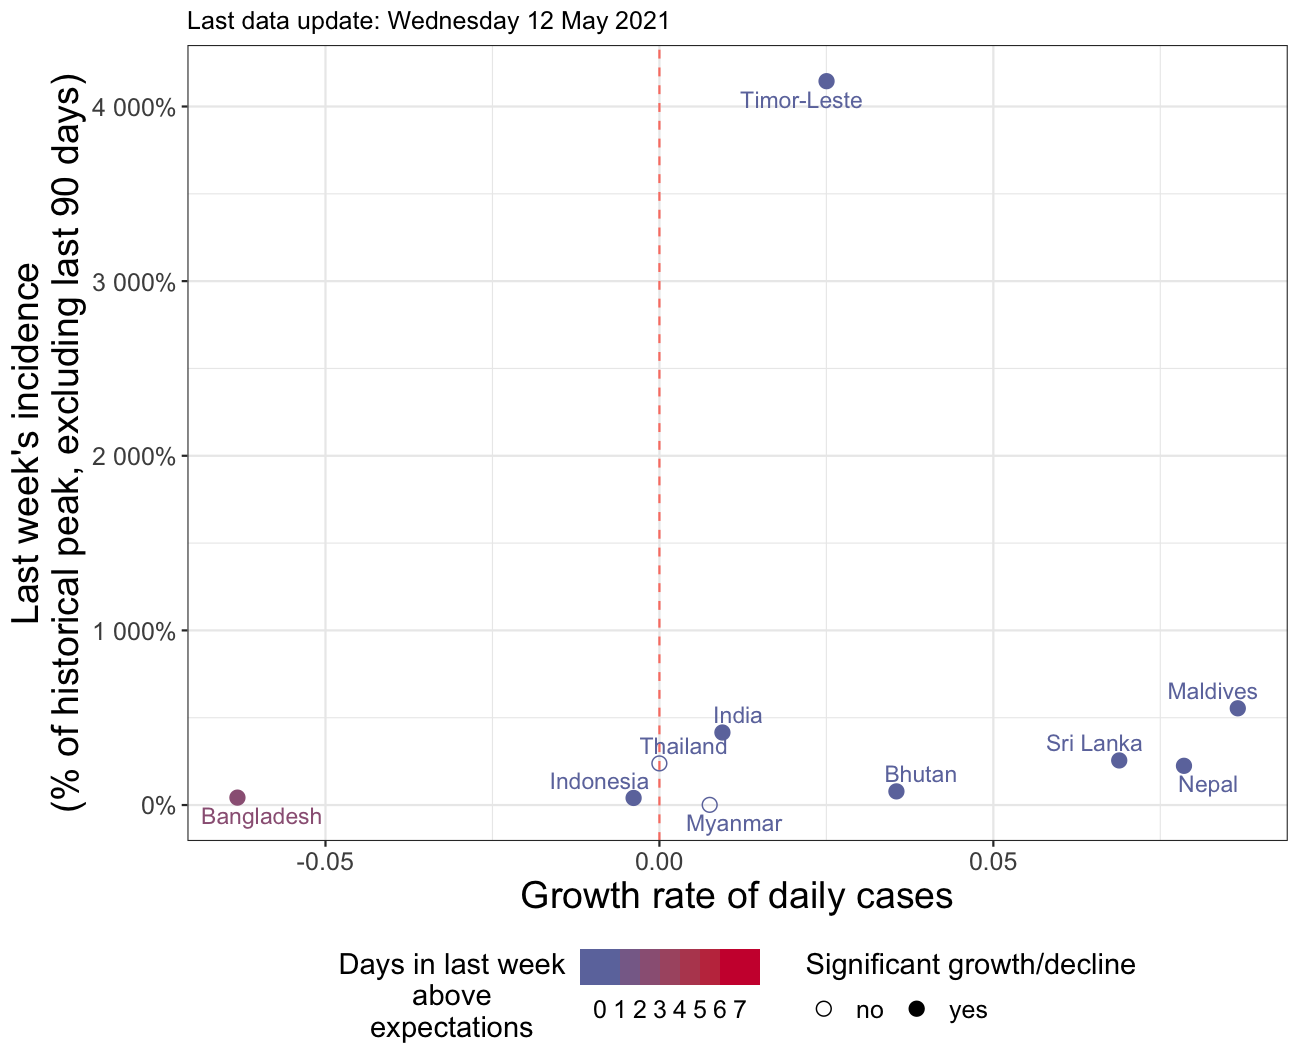 Last data update: Wednesday 12 May 2021
Last week's incidence
(% of historical peak, excluding last 90 days)
4 000%
3 000%
2 000%
1 000%
0%
Timor-Leste
Maldives
India
Sri Lanka
Thailand
Bhutan
Indonesia
Nepal
Bangladesh
Myanmar
-0.05
0.00
0.05
Growth rate of daily cases
Days in last week
above
expectations
0 1 2 3 4 5 6 7
Significant growth/decline
no
yes